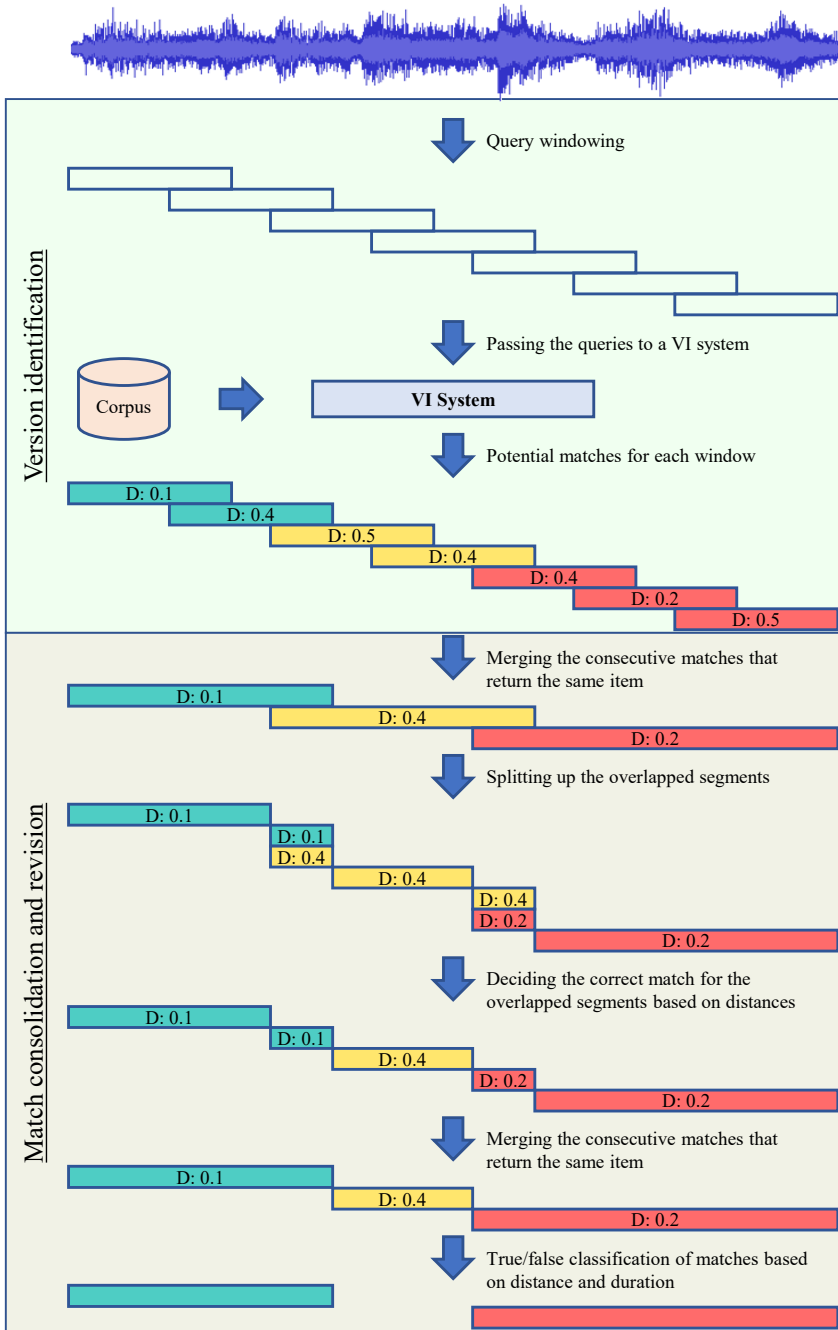 Query windowing
Version identification
Passing the queries to a VI system
Corpus
VI System
Potential matches for each window
D: 0.1
D: 0.4
D: 0.5
D: 0.4
D: 0.4
D: 0.2
D: 0.5
Match consolidation and revision
Merging the consecutive matches that
return the same item
D: 0.1
D: 0.4
D: 0.2
Splitting up the overlapped segments
D: 0.1
D: 0.1
D: 0.4
D: 0.4
D: 0.4
D: 0.2
D: 0.2
Deciding the correct match for the
overlapped segments based on distances
D: 0.1
D: 0.1
D: 0.4
D: 0.2
D: 0.2
Merging the consecutive matches that
return the same item
D: 0.1
D: 0.4
D: 0.2
True/false classification of matches based
on distance and duration